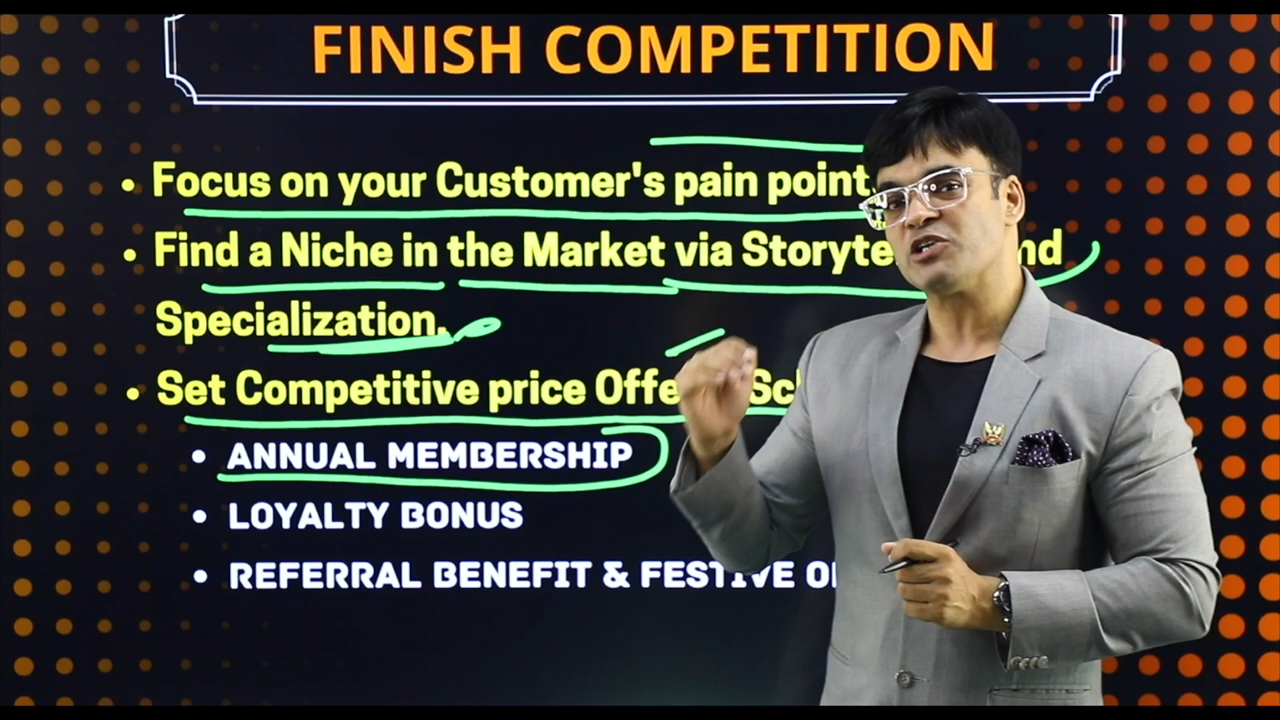 FINISH COMPETITION
• Focus on your Customer's pain point
• Find a Niche in the Market via
Specialization.
• Set Competitive price
• ANNUAL MEMBERSHIP
• LOYALTY BONUS
• REFERRAL BENEFIT & FESTIVE